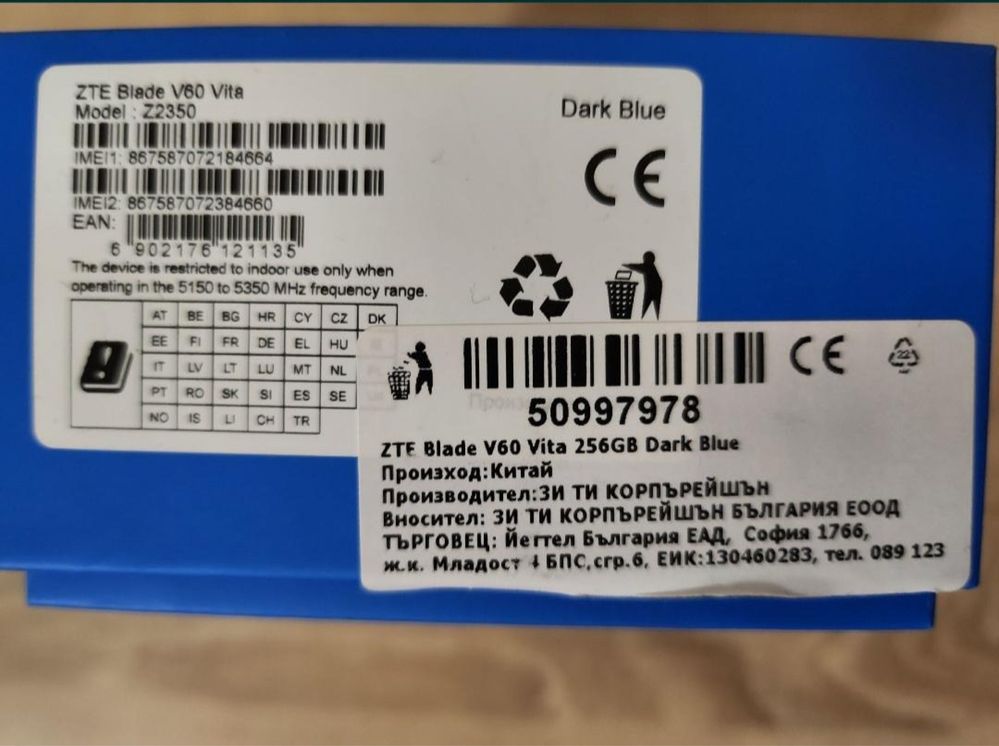 ZTE Blade V60 Vita
Model : Z2350
Dark Blue
IMEI1: 867587072184664
IMEI2: 867587072384660
CE
EAN:
6 902176 121135
The device is restricted to indoor use only when
operating in the 5150 to 5350 MHz frequency range.
AT BE BG HR CY CZ DK
EE FI FR DE EL HU
IT LV LT LU MT NL
PT RO SK SI ES SE
NO IS LI CH TR
CE
22
50997978
ZTE Blade V60 Vita 256GB Dark Blue
Произход:Китай
Производител:ЗИ ТИ КОРПЪРЕЙШЪН
Вносител: ЗИ ТИ КОРПЪРЕЙШЪН БЪЛГАРИЯ ЕООД
ТЪРГОВЕЦ: Йеттел България ЕАД, София 1766,
ж.к. Младост 4 БПС,сгр.6, ЕИК:130460283, тел. 089 123